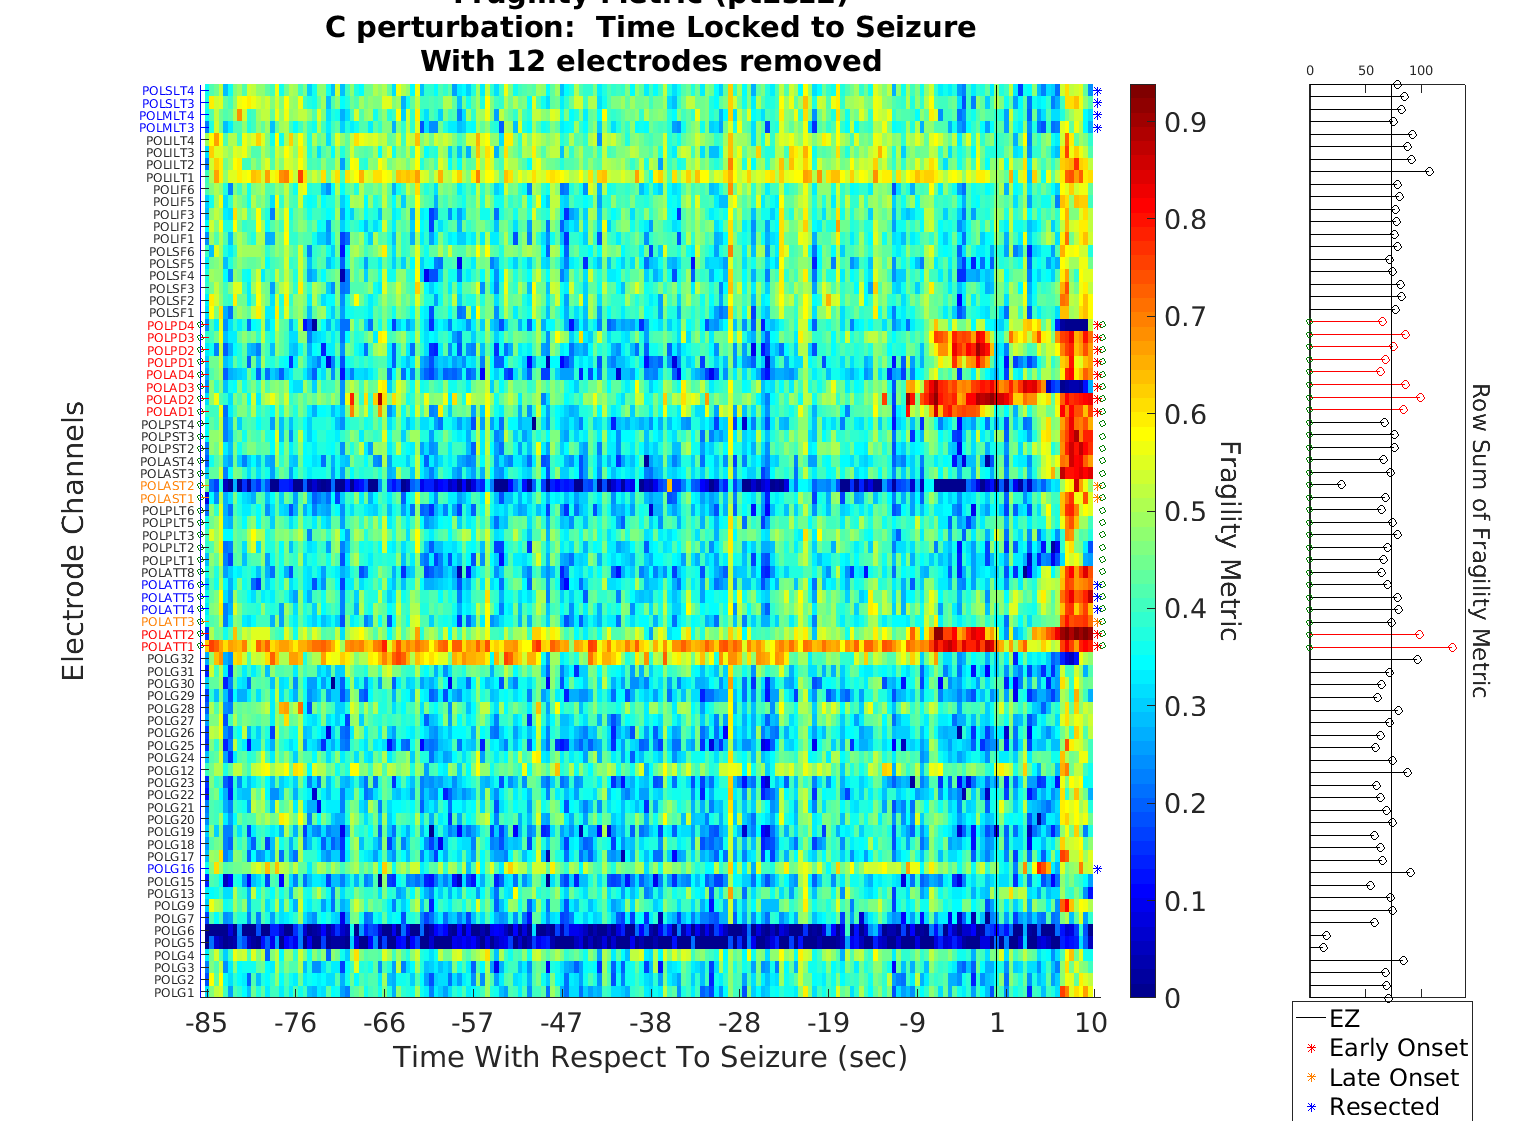 Fragility Metric
C perturbation: Time Locked to Seizure
With 12 electrodes removed
POLSLT4
POLSLT3
POLMLT4
POLMLT3
POLILT4
POLILT3
POLILT2
POLILT1
POLIF6
POLIF5
POLIF3
POLIF2
POLIF1
POLSF6
POLSF5
POLSF4
POLSF3
POLSF2
POLSF1
POLPD4
POLPD3
POLPD2
POLPD1
POLAD4
POLAD3
POLAD2
POLAD1
POLPST4
POLPST3
POLPST2
POLAST4
POLAST3
POLAST2
POLAST1
POLPLT6
POLPLT5
POLPLT3
POLPLT2
POLPLT1
POLATT8
POLATT6
POLATT5
POLATT4
POLATT3
POLATT2
POLATT1
POLG32
POLG31
POLG30
POLG29
POLG28
POLG27
POLG26
POLG25
POLG24
POLG12
POLG23
POLG22
POLG21
POLG20
POLG19
POLG18
POLG17
POLG16
POLG15
POLG13
POLG9
POLG7
POLG6
POLG5
POLG4
POLG3
POLG2
POLG1
Electrode Channels
-85 -76 -66 -57 -47 -38 -28 -19 -9 1 10
Time With Respect To Seizure (sec)
0.9
0.8
0.7
0.6
0.5
0.4
0.3
0.2
0.1
0
Fragility Metric
0 50 100
Row Sum of Fragility Metric
EZ
Early Onset
Late Onset
Resected